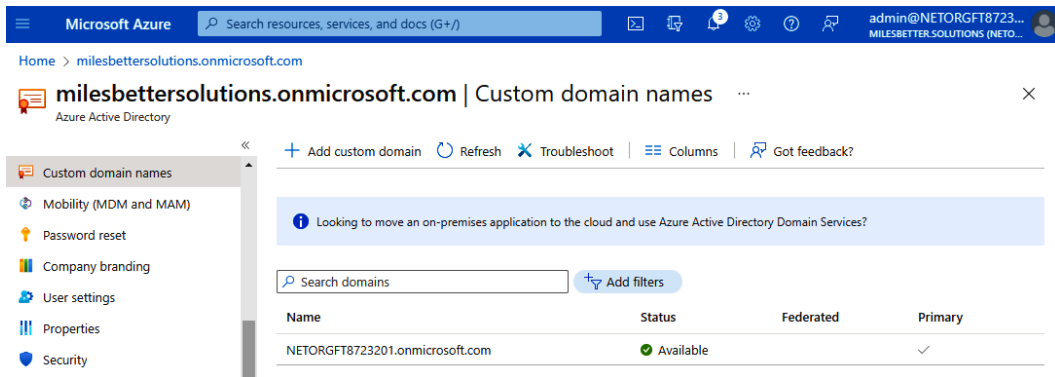 Microsoft Azure
Search resources, services, and docs (G+/)
3
admin@NETORGFT8723...
MILESBETTER.SOLUTIONS (NETO...
Home > milesbettersolutions.onmicrosoft.com
milesbettersolutions.onmicrosoft.com | Custom domain names ...
Azure Active Directory
«
Add custom domain Refresh Troubleshoot Columns Got feedback?
Custom domain names
Mobility (MDM and MAM)
Password reset
Company branding
User settings
Properties
Security
Looking to move an on-premises application to the cloud and use Azure Active Directory Domain Services?
Search domains
Add filters
Name Status Federated Primary
NETORGFT8723201.onmicrosoft.com Available